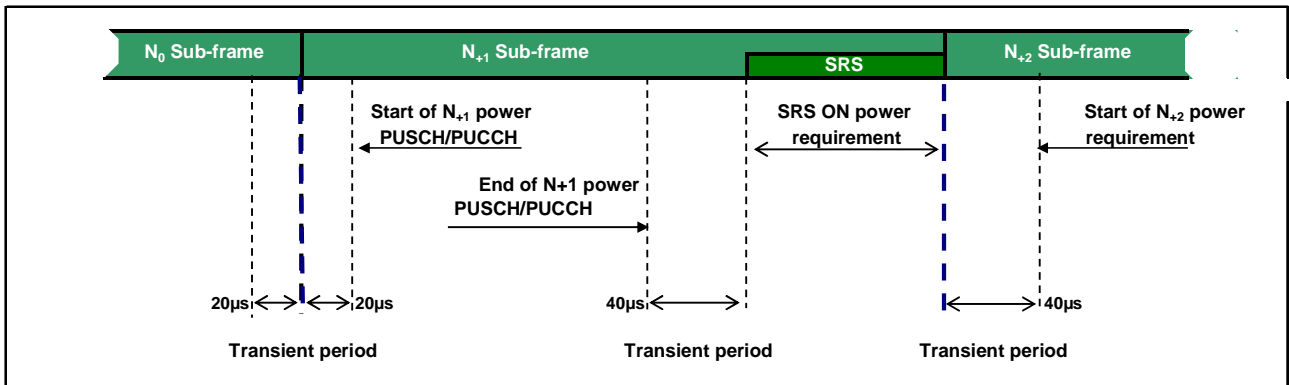 N0 Sub-frame
N+1 Sub-frame
N+2 Sub-frame
SRS
Start of N+1 power
PUSCH/PUCCH
SRS ON power
requirement
Start of N+2 power
requirement
End of N+1 power
PUSCH/PUCCH
20µs
20µs
40µs
40µs
Transient period
Transient period
Transient period